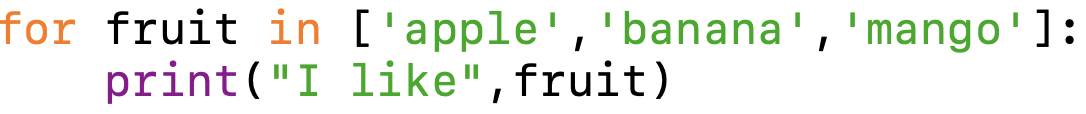 for fruit in ['apple','banana','mango']:
    print("I like",fruit)